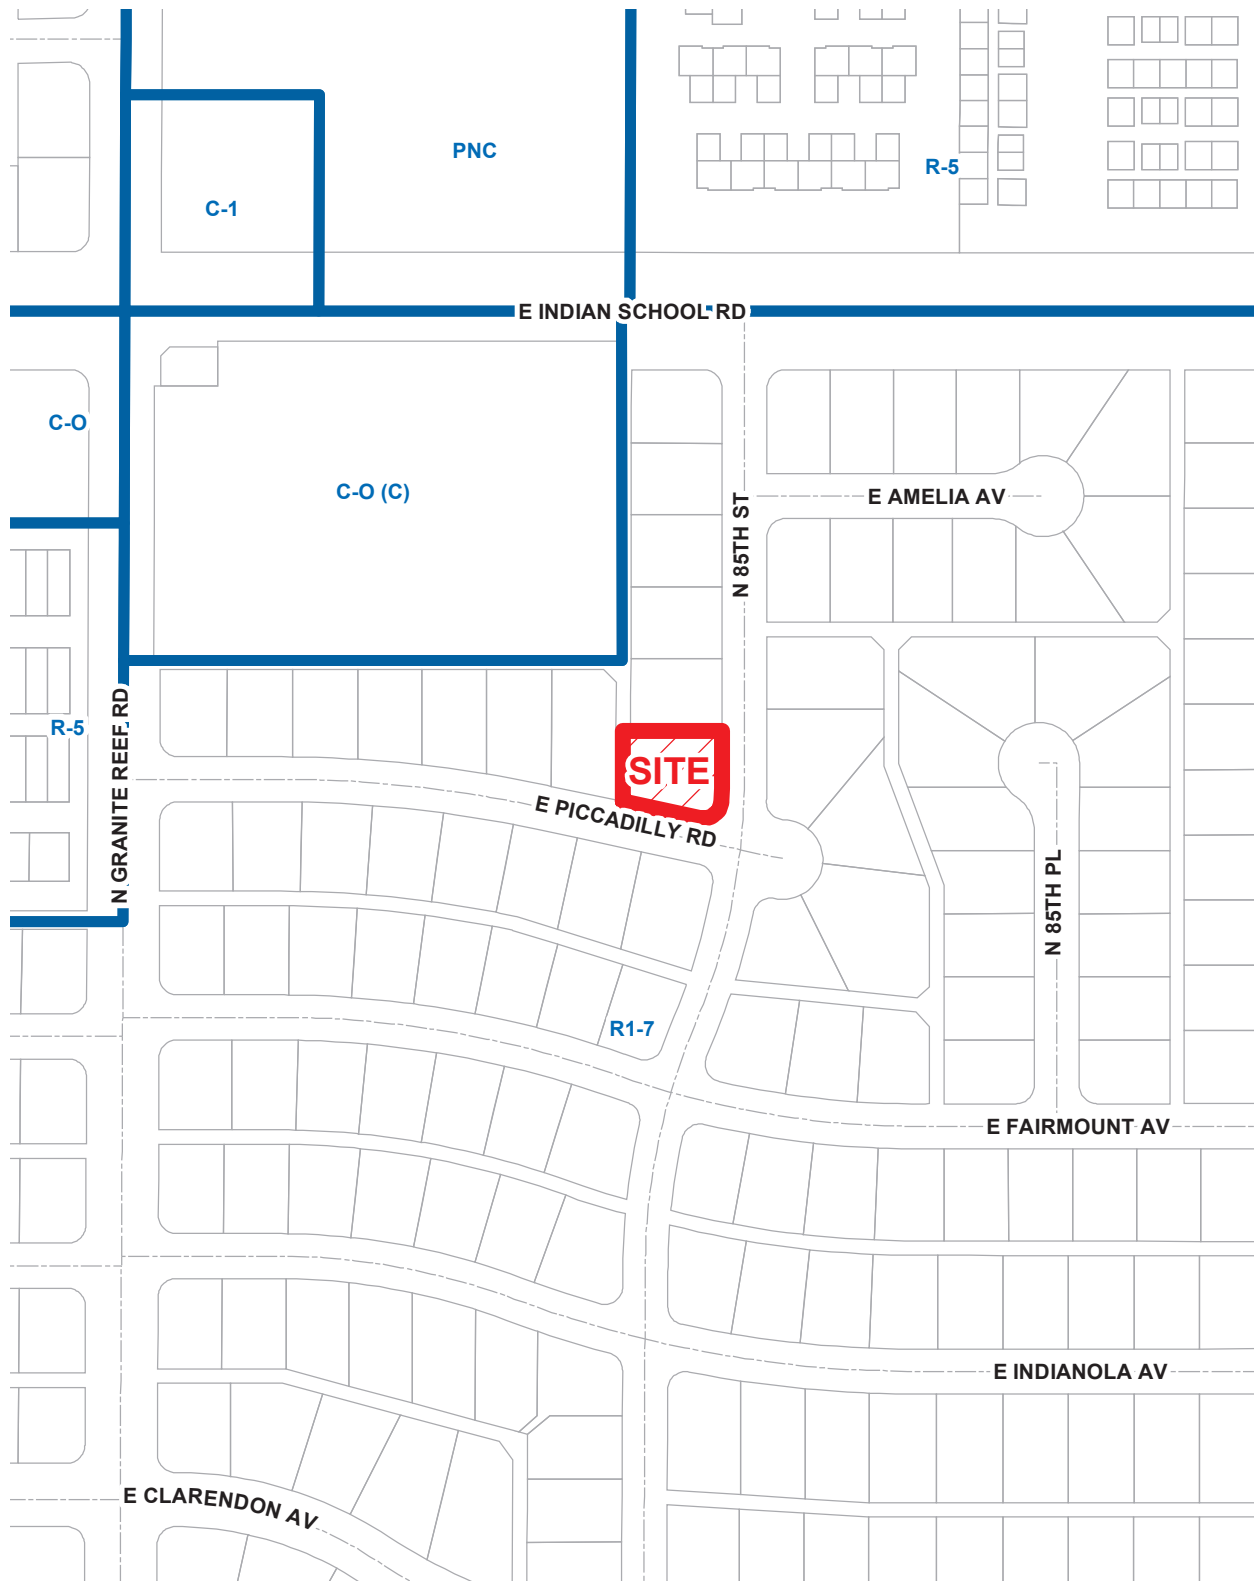 PNC
R-5
C-1
E INDIAN SCHOOL RD
C-O
C-O (C)
E AMELIA AV
N 85TH ST
R-5
N GRANITE REEF RD
SITE
E PICCADILLY RD
N 85TH PL
R1-7
E FAIRMOUNT AV
E INDIANOLA AV
E CLARENDON AV